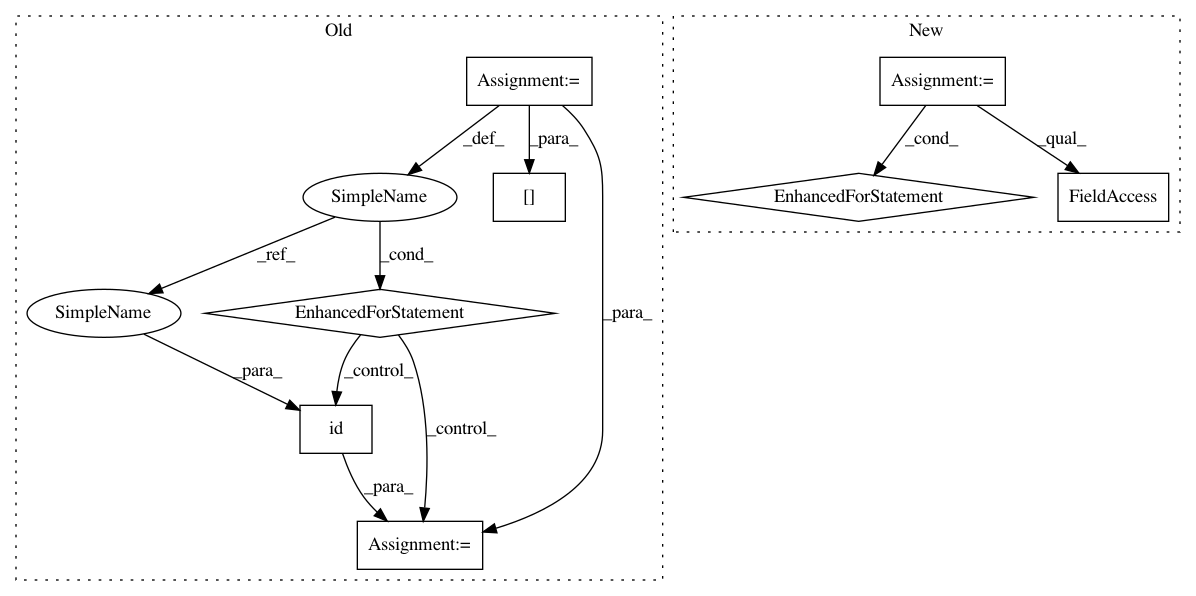 Old
New
Assignment:=
Assignment:=
_def_
_para_
_cond_
_qual_
SimpleName
[]
EnhancedForStatement
FieldAccess
_ref_
_cond_
SimpleName
EnhancedForStatement
_para_
_para_
_control_
_control_
id
_para_
Assignment:=